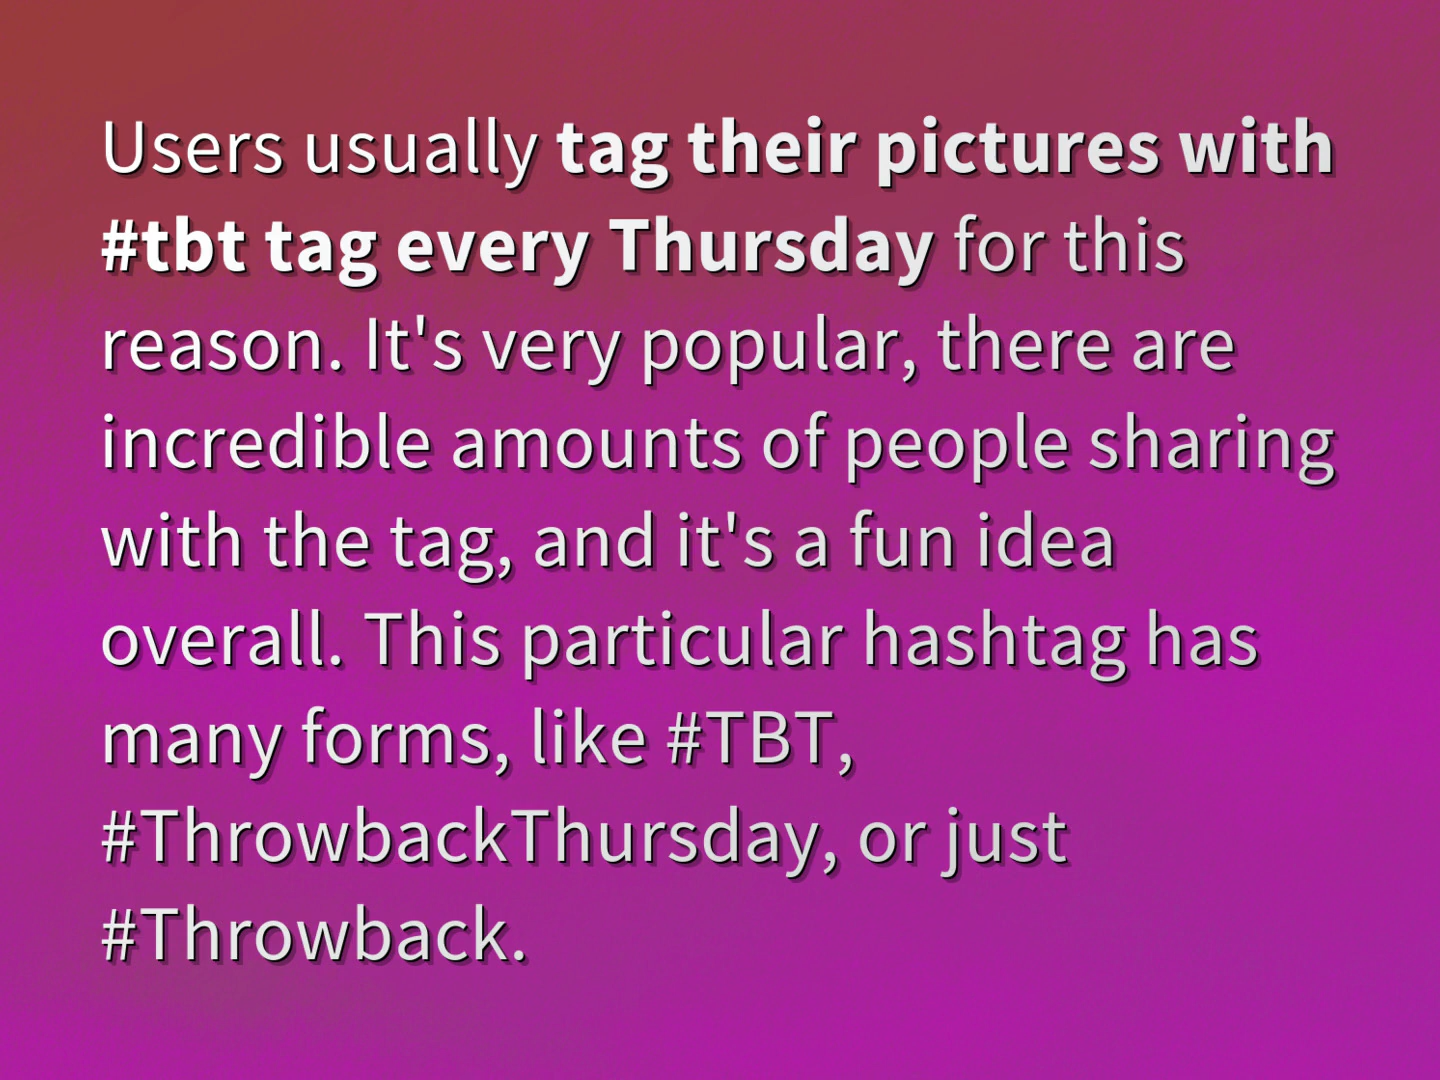 Users usually tag their pictures with
#tbt tag every Thursday for this
reason. It's very popular, there are
incredible amounts of people sharing
with the tag, and it's a fun idea
overall. This particular hashtag has
many forms, like #TBT,
#ThrowbackThursday, or just
#Throwback.